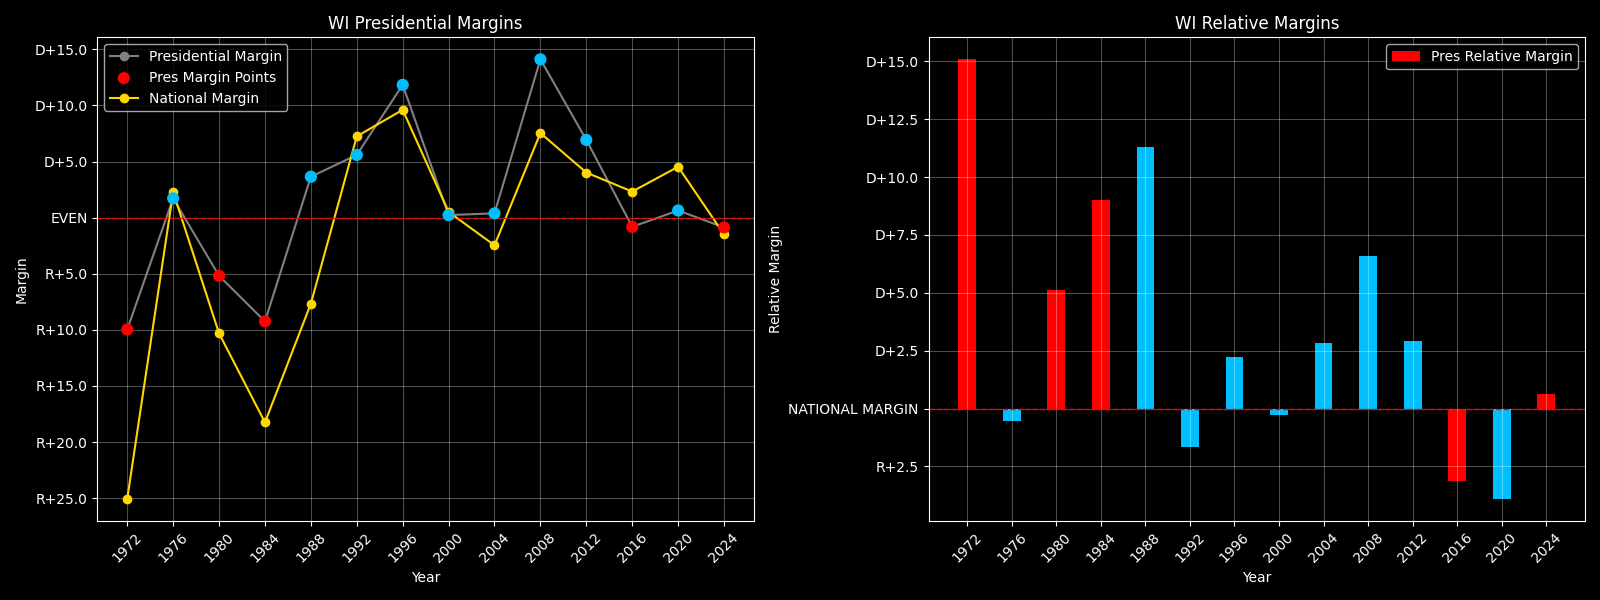 WI Presidential Margins
Presidential Margin
Pres Margin Points
National Margin
D+15.0
D+10.0
D+5.0
EVEN
R+5.0
R+10.0
R+15.0
R+20.0
R+25.0
Margin
1972
1976
1980
1984
1988
1992
1996
2000
2004
2008
2012
2016
2020
2024
Year
WI Relative Margins
Pres Relative Margin
D+15.0
D+12.5
D+10.0
D+7.5
D+5.0
D+2.5
NATIONAL MARGIN
R+2.5
Relative Margin
1972
1976
1980
1984
1988
1992
1996
2000
2004
2008
2012
2016
2020
2024
Year